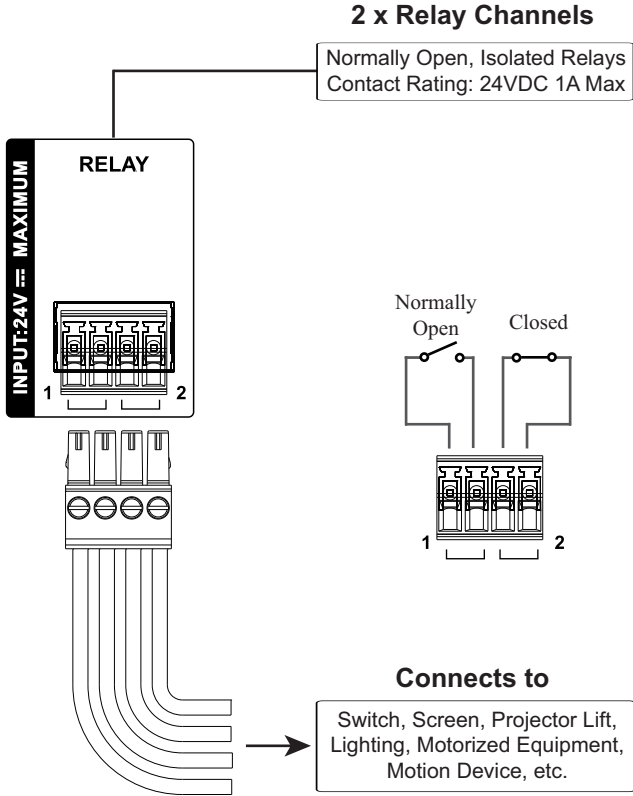 2 x Relay Channels
Normally Open, Isolated Relays
Contact Rating: 24VDC 1A Max
RELAY
INPUT:24V ⎓ MAXIMUM
1
2
Normally
Open
Closed
1
2
Connects to
Switch, Screen, Projector Lift,
Lighting, Motorized Equipment,
Motion Device, etc.